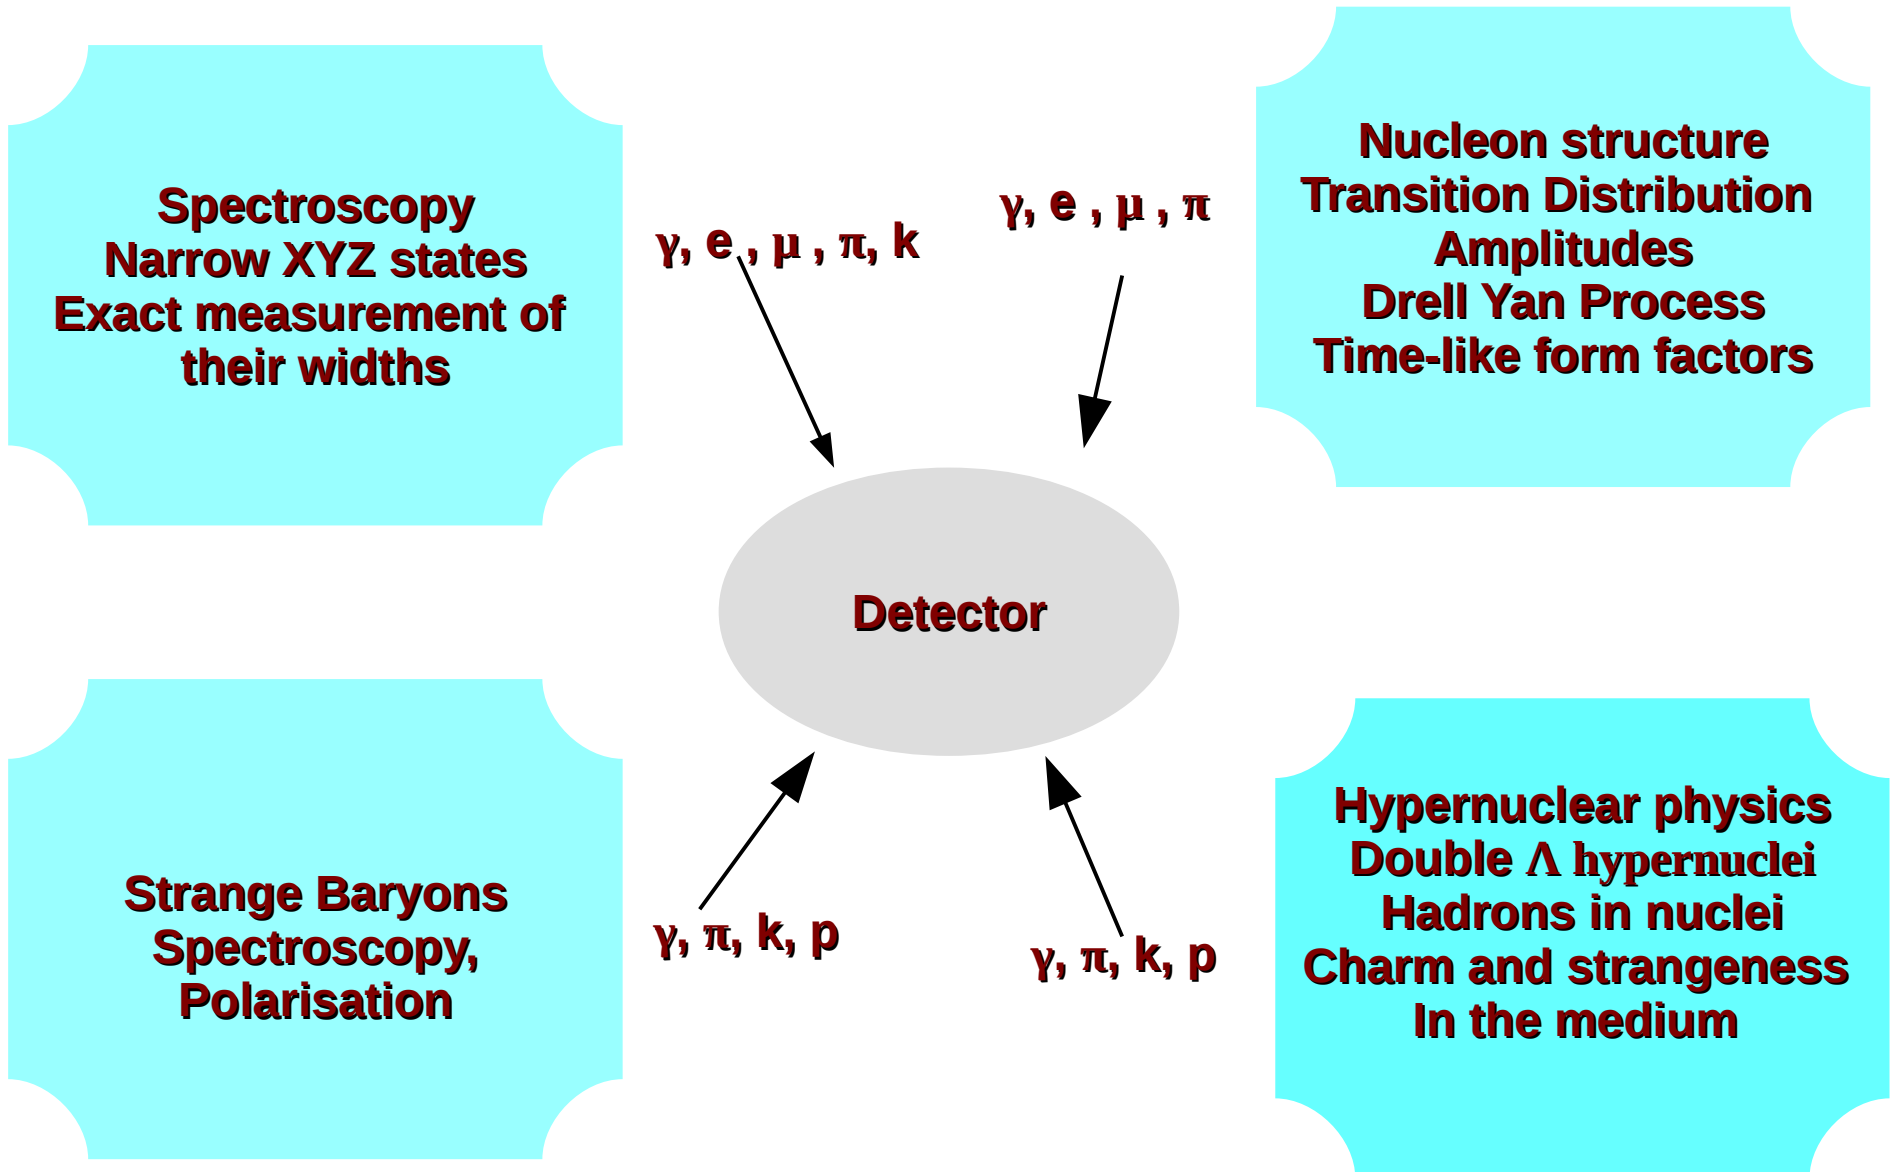 Spectroscopy
Narrow XYZ states
Exact measurement of
their widths
γ, e , μ , π, k
γ, e , μ , π
Nucleon structure
Transition Distribution
Amplitudes
Drell Yan Process
Time-like form factors
Detector
Strange Baryons
Spectroscopy,
Polarisation
γ, π, k, p
γ, π, k, p
Hypernuclear physics
Double Λ hypernuclei
Hadrons in nuclei
Charm and strangeness
In the medium